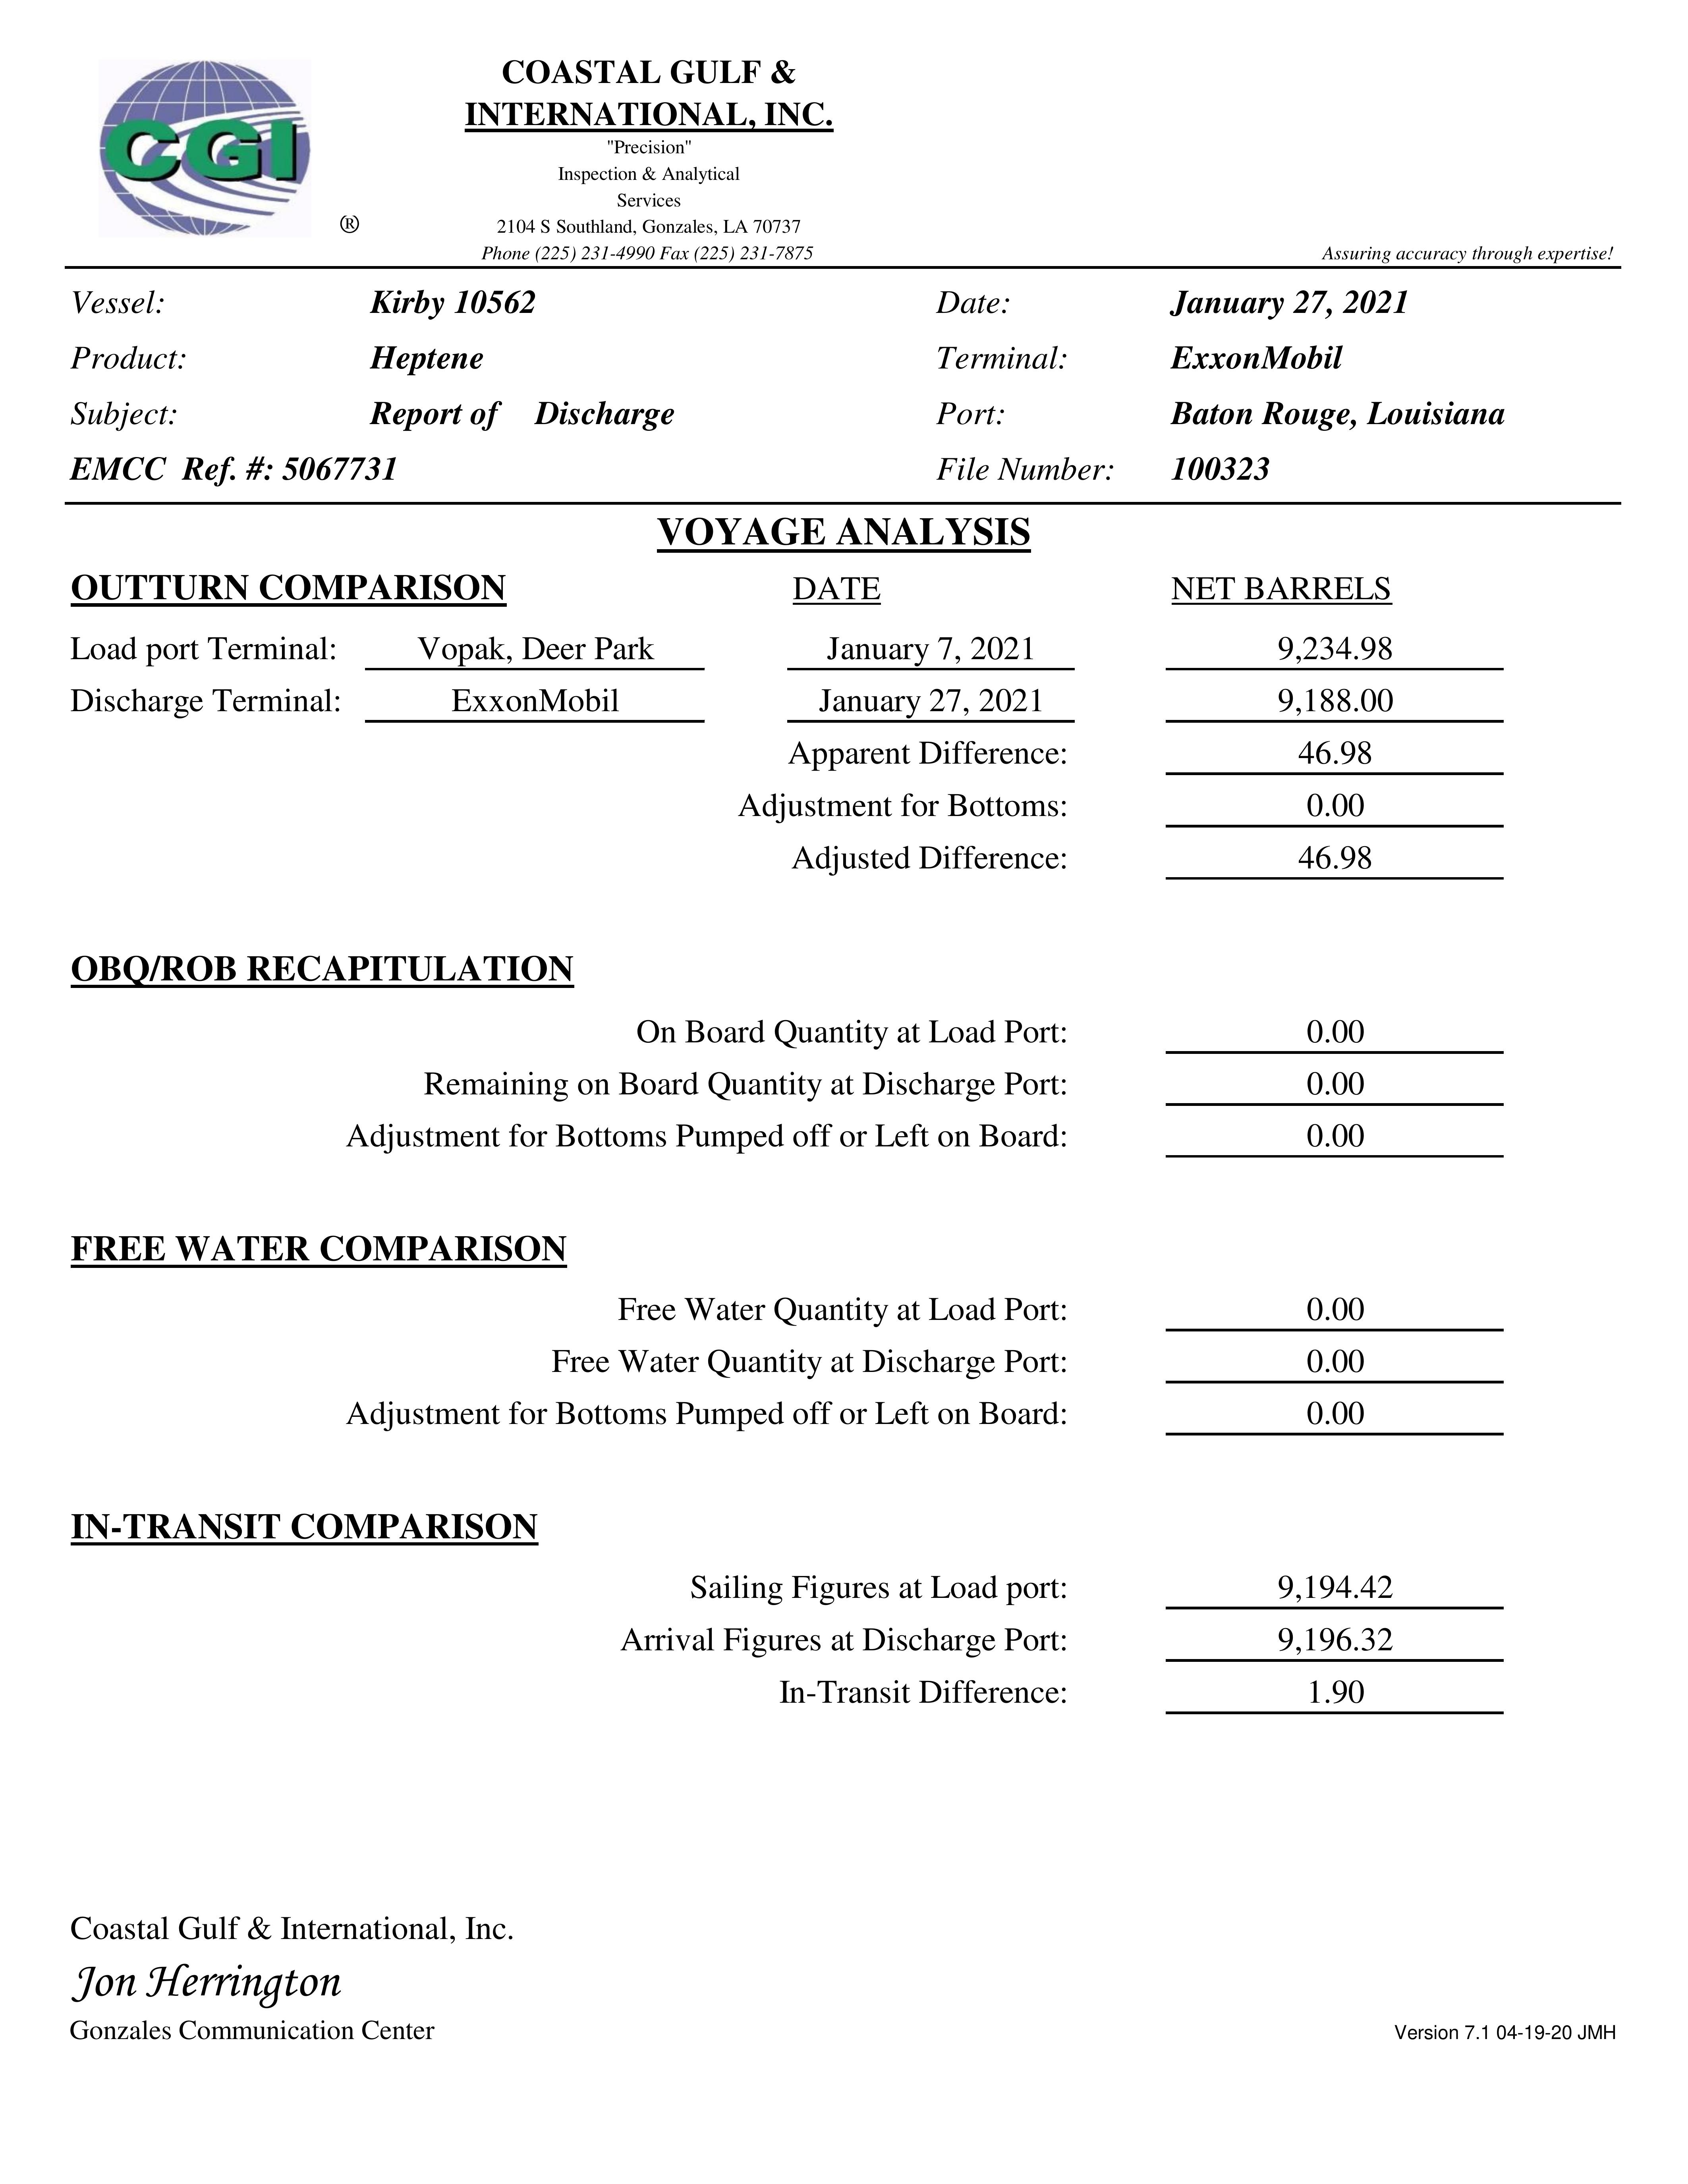 CGI
®
COASTAL GULF &
INTERNATIONAL, INC.
"Precision"
Inspection & Analytical
Services
2104 S Southland, Gonzales, LA 70737
Phone (225) 231-4990 Fax (225) 231-7875
Assuring accuracy through expertise!
Vessel: Kirby 10562 Date: January 27, 2021
Product: Heptene Terminal: ExxonMobil
Subject: Report of Discharge Port: Baton Rouge, Louisiana
EMCC Ref. #: 5067731 File Number: 100323
VOYAGE ANALYSIS
OUTTURN COMPARISON DATE NET BARRELS
Load port Terminal: Vopak, Deer Park January 7, 2021 9,234.98
Discharge Terminal: ExxonMobil January 27, 2021 9,188.00
Apparent Difference: 46.98
Adjustment for Bottoms: 0.00
Adjusted Difference: 46.98
OBQ/ROB RECAPITULATION
On Board Quantity at Load Port: 0.00
Remaining on Board Quantity at Discharge Port: 0.00
Adjustment for Bottoms Pumped off or Left on Board: 0.00
FREE WATER COMPARISON
Free Water Quantity at Load Port: 0.00
Free Water Quantity at Discharge Port: 0.00
Adjustment for Bottoms Pumped off or Left on Board: 0.00
IN-TRANSIT COMPARISON
Sailing Figures at Load port: 9,194.42
Arrival Figures at Discharge Port: 9,196.32
In-Transit Difference: 1.90
Coastal Gulf & International, Inc.
Jon Herrington
Gonzales Communication Center
Version 7.1 04-19-20 JMH